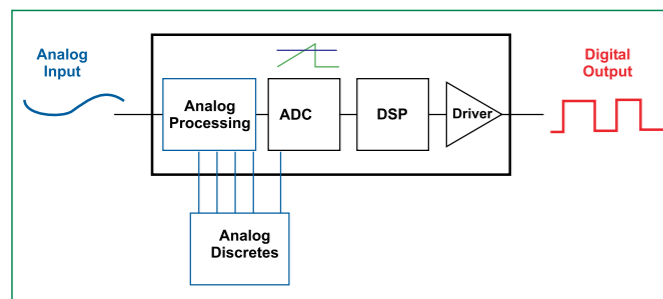 Analog
Input
Digital
Output
Analog
Processing
ADC
DSP
Driver
Analog
Discretes